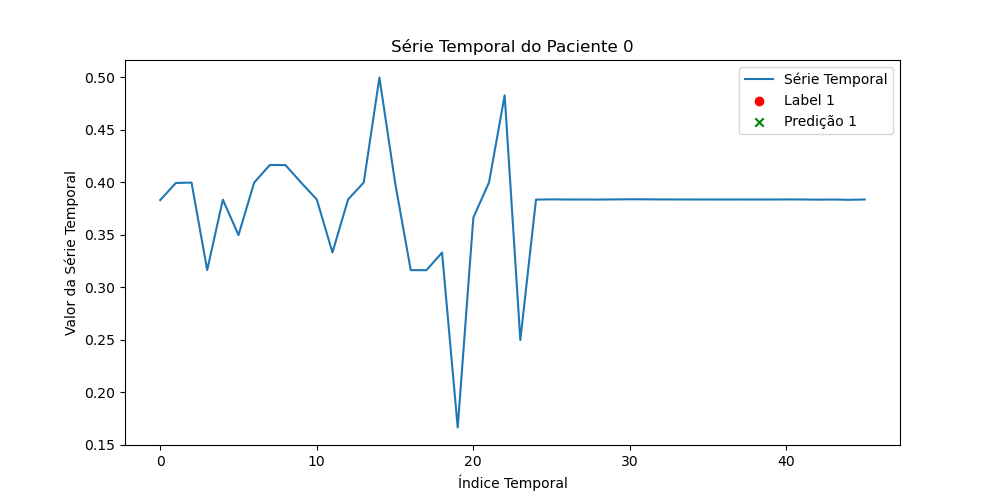 Série Temporal do Paciente 0
Série Temporal
Label 1
Predição 1
Valor da Série Temporal
0.50
0.45
0.40
0.35
0.30
0.25
0.20
0.15
0
10
20
30
40
Índice Temporal